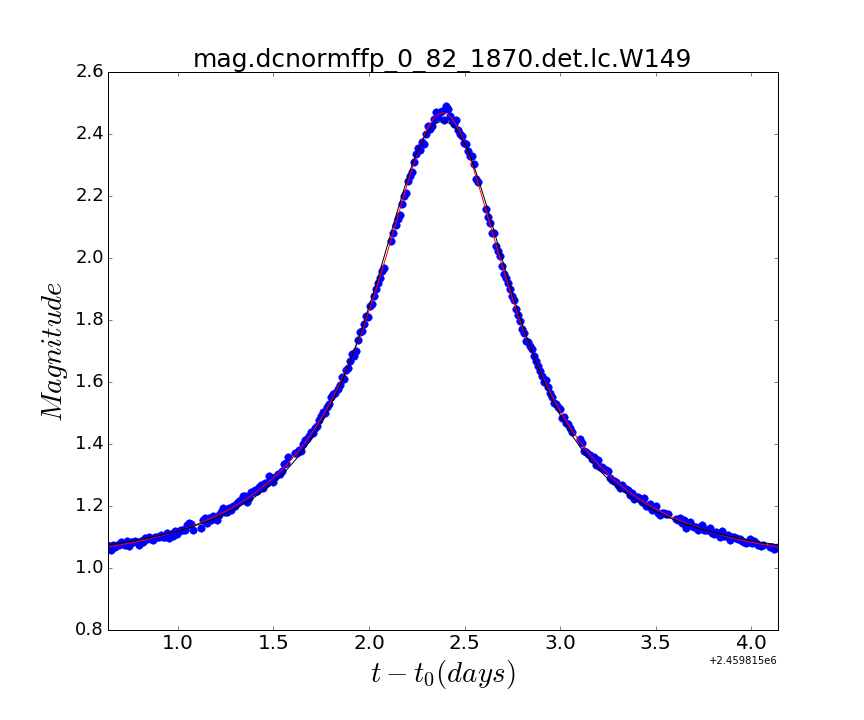 mag.dcnormffp_0_82_1870.det.lc.W149
2.6
2.4
2.2
2.0
1.8
1.6
1.4
1.2
1.0
0.8
Magnitude
1.0 1.5 2.0 2.5 3.0 3.5 4.0
+2.459815e6
t − t₀(days)